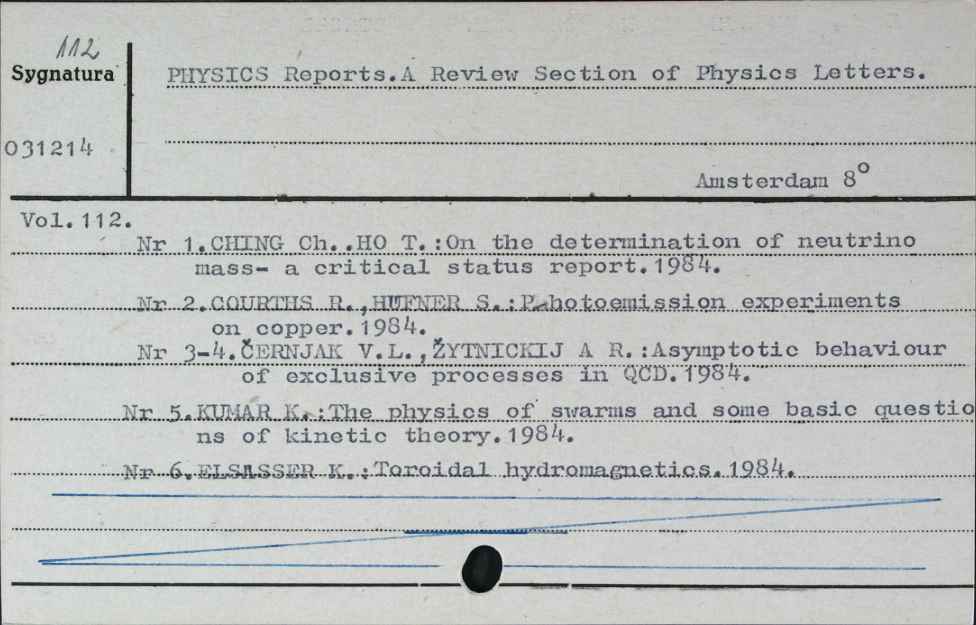 112
Sygnatura
PHYSICS Reports.A Review Section of Physics Letters.
031214
Amsterdam 8°
Vol.112.
Nr 1.CHING Ch..HO T.:On the determination of neutrino
mass- a critical status report.1984.
Nr 2.COURTHS R.,HUFNER S.:Photoemission experiments
on copper.1984.
Nr 3-4.ČERNJAK V.L.,ŽYTNICKIJ A R.:Asymptotic behaviour
of exclusive processes in QCD.1984.
Nr 5.KUMAR K.:The physics of swarms and some basic questio
ns of kinetic theory.1984.
Nr 6.ELSASSER K.:Toroidal hydromagnetics.1984.